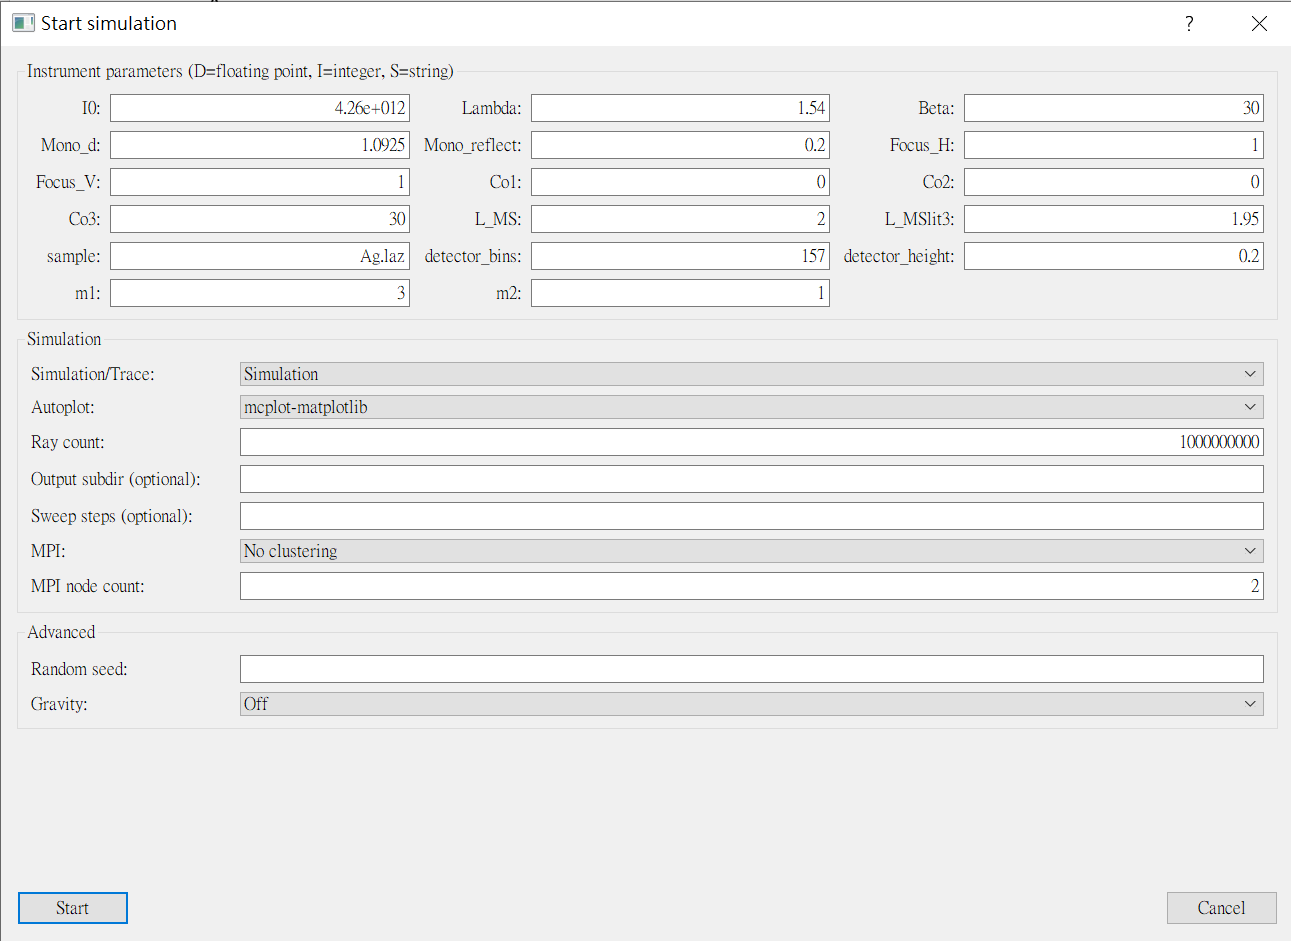 Start simulation ?
Instrument parameters (D=floating point, I=integer, S=string)
I0: 4.26e+012 Lambda: 1.54 Beta: 30
Mono_d: 1.0925 Mono_reflect: 0.2 Focus_H: 1
Focus_V: 1 Co1: 0 Co2: 0
Co3: 30 L_MS: 2 L_MSlit3: 1.95
sample: Ag.laz detector_bins: 157 detector_height: 0.2
m1: 3 m2: 1
Simulation
Simulation/Trace: Simulation
Autoplot: mcplot-matplotlib
Ray count: 1000000000
Output subdir (optional):
Sweep steps (optional):
MPI: No clustering
MPI node count: 2
Advanced
Random seed:
Gravity: Off
Start Cancel